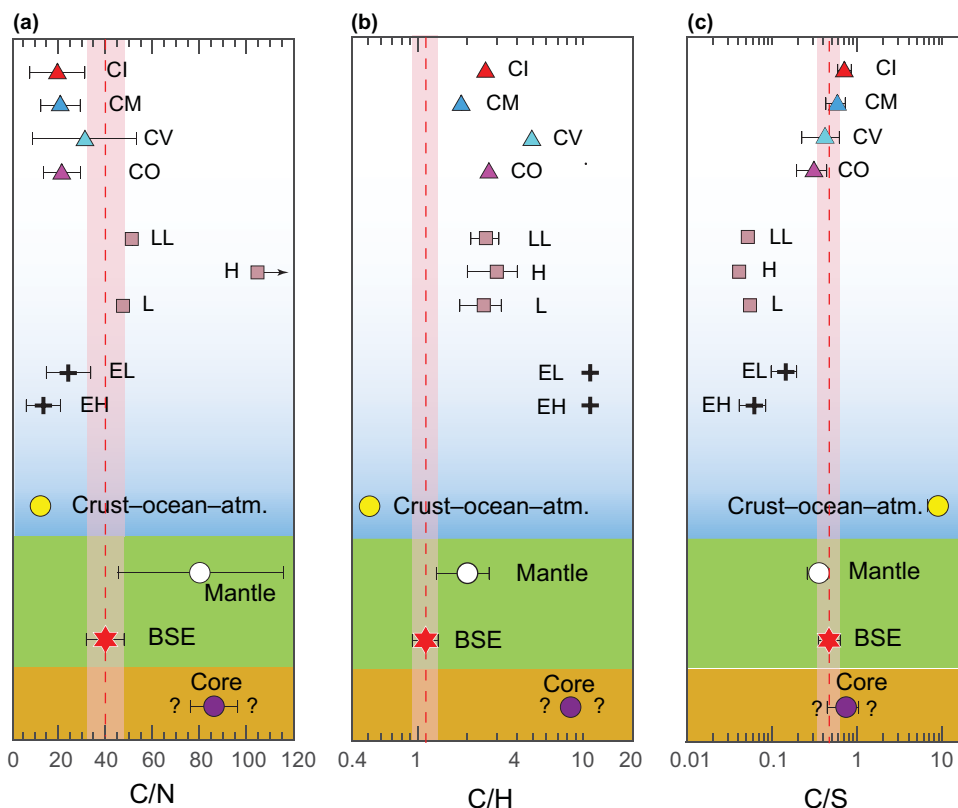 (a)
CI
CM
CV
CO
LL
H
L
EL
EH
Crust–ocean–atm.
Mantle
BSE
Core
? ?
0 20 40 60 80 100 120
C/N
(b)
CI
CM
CV
CO
LL
H
L
EL
EH
Crust–ocean–atm.
Mantle
BSE
Core
? ?
0.4 1 4 10 20
C/H
(c)
CI
CM
CV
CO
LL
H
L
EL
EH
Crust–ocean–atm.
Mantle
BSE
Core
? ?
0.01 0.1 1 10
C/S